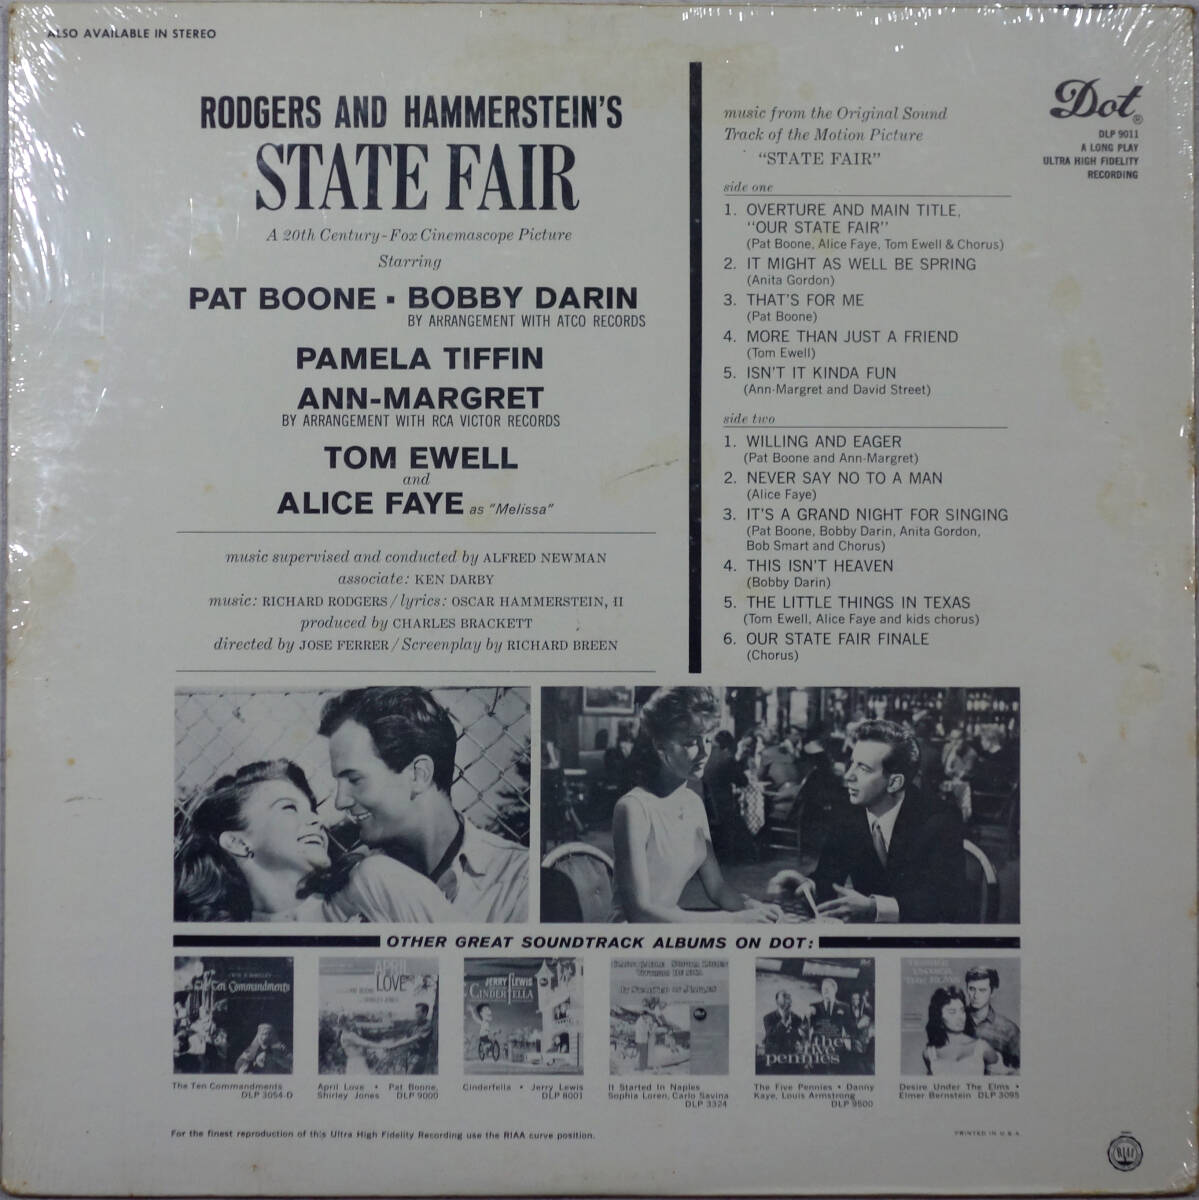 ALSO AVAILABLE IN STEREO
RODGERS AND HAMMERSTEIN'S
STATE FAIR
A 20th Century-Fox Cinemascope Picture
Starring
PAT BOONE ▪ BOBBY DARIN
BY ARRANGEMENT WITH ATCO RECORDS
PAMELA TIFFIN
ANN-MARGRET
BY ARRANGEMENT WITH RCA VICTOR RECORDS
TOM EWELL
and
ALICE FAYE as "Melissa"
music supervised and conducted by ALFRED NEWMAN
associate: KEN DARBY
music: RICHARD RODGERS / lyrics: OSCAR HAMMERSTEIN, II
produced by CHARLES BRACKETT
directed by JOSE FERRER / Screenplay by RICHARD BREEN
music from the Original Sound
Track of the Motion Picture
"STATE FAIR"
side one
1. OVERTURE AND MAIN TITLE,
"OUR STATE FAIR"
(Pat Boone, Alice Faye, Tom Ewell & Chorus)
2. IT MIGHT AS WELL BE SPRING
(Anita Gordon)
3. THAT'S FOR ME
(Pat Boone)
4. MORE THAN JUST A FRIEND
(Tom Ewell)
5. ISN'T IT KINDA FUN
(Ann-Margret and David Street)
side two
1. WILLING AND EAGER
(Pat Boone and Ann-Margret)
2. NEVER SAY NO TO A MAN
(Alice Faye)
3. IT'S A GRAND NIGHT FOR SINGING
(Pat Boone, Bobby Darin, Anita Gordon,
Bob Smart and Chorus)
4. THIS ISN'T HEAVEN
(Bobby Darin)
5. THE LITTLE THINGS IN TEXAS
(Tom Ewell, Alice Faye and kids chorus)
6. OUR STATE FAIR FINALE
(Chorus)
Dot®
DLP 9011
A LONG PLAY
ULTRA HIGH FIDELITY
RECORDING
OTHER GREAT SOUNDTRACK ALBUMS ON DOT:
Ten Commandments
APRIL
LOVE
JERRY LEWIS
CINDERFELLA
the five
pennies
The Ten Commandments
DLP 3054-D
April Love • Pat Boone,
Shirley Jones DLP 9000
Cinderfella • Jerry Lewis
DLP 8001
It Started In Naples
Sophia Loren, Carlo Savina
DLP 3324
The Five Pennies • Danny
Kaye, Louis Armstrong
DLP 9500
Desire Under The Elms •
Elmer Bernstein DLP 3095
For the finest reproduction of this Ultra High Fidelity Recording use the RIAA curve position.
PRINTED IN U.S.A.
RIAA